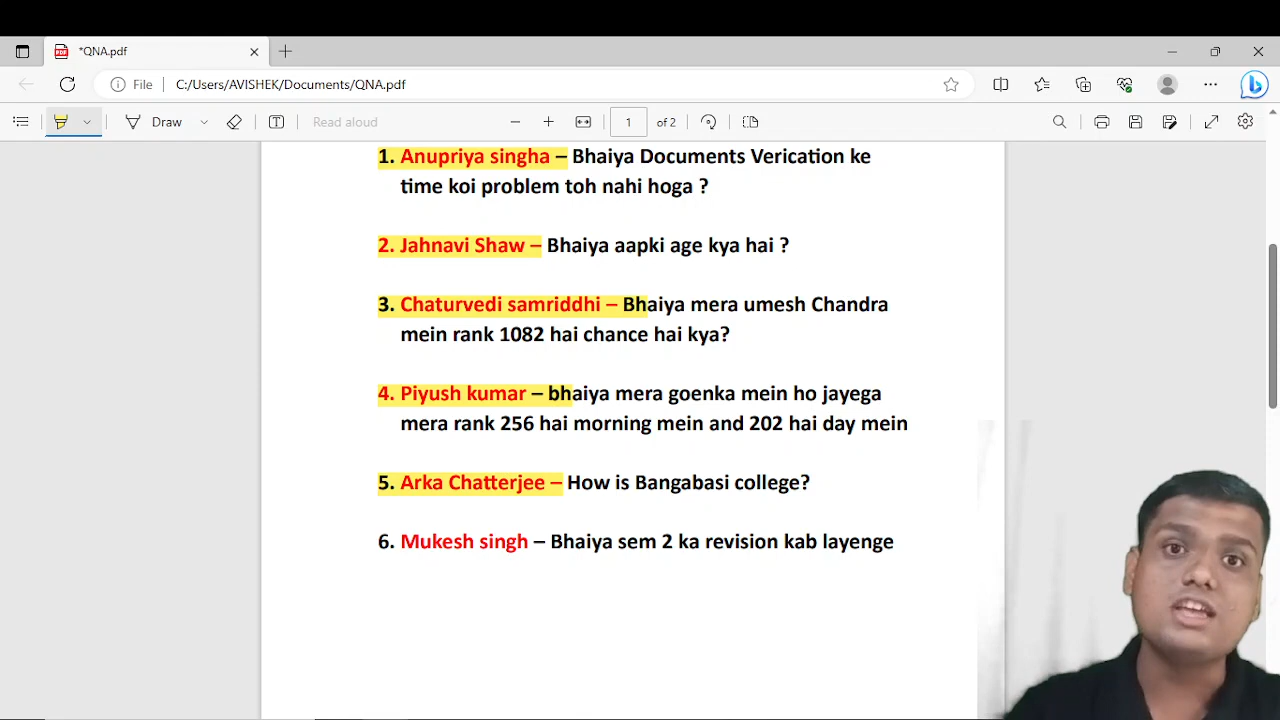 *QNA.pdf
File
C:/Users/AVISHEK/Documents/QNA.pdf
Draw
Read aloud
1
of 2
1. Anupriya singha – Bhaiya Documents Verication ke
time koi problem toh nahi hoga ?
2. Jahnavi Shaw – Bhaiya aapki age kya hai ?
3. Chaturvedi samriddhi – Bhaiya mera umesh Chandra
mein rank 1082 hai chance hai kya?
4. Piyush kumar – bhaiya mera goenka mein ho jayega
mera rank 256 hai morning mein and 202 hai day mein
5. Arka Chatterjee – How is Bangabasi college?
6. Mukesh singh – Bhaiya sem 2 ka revision kab layenge